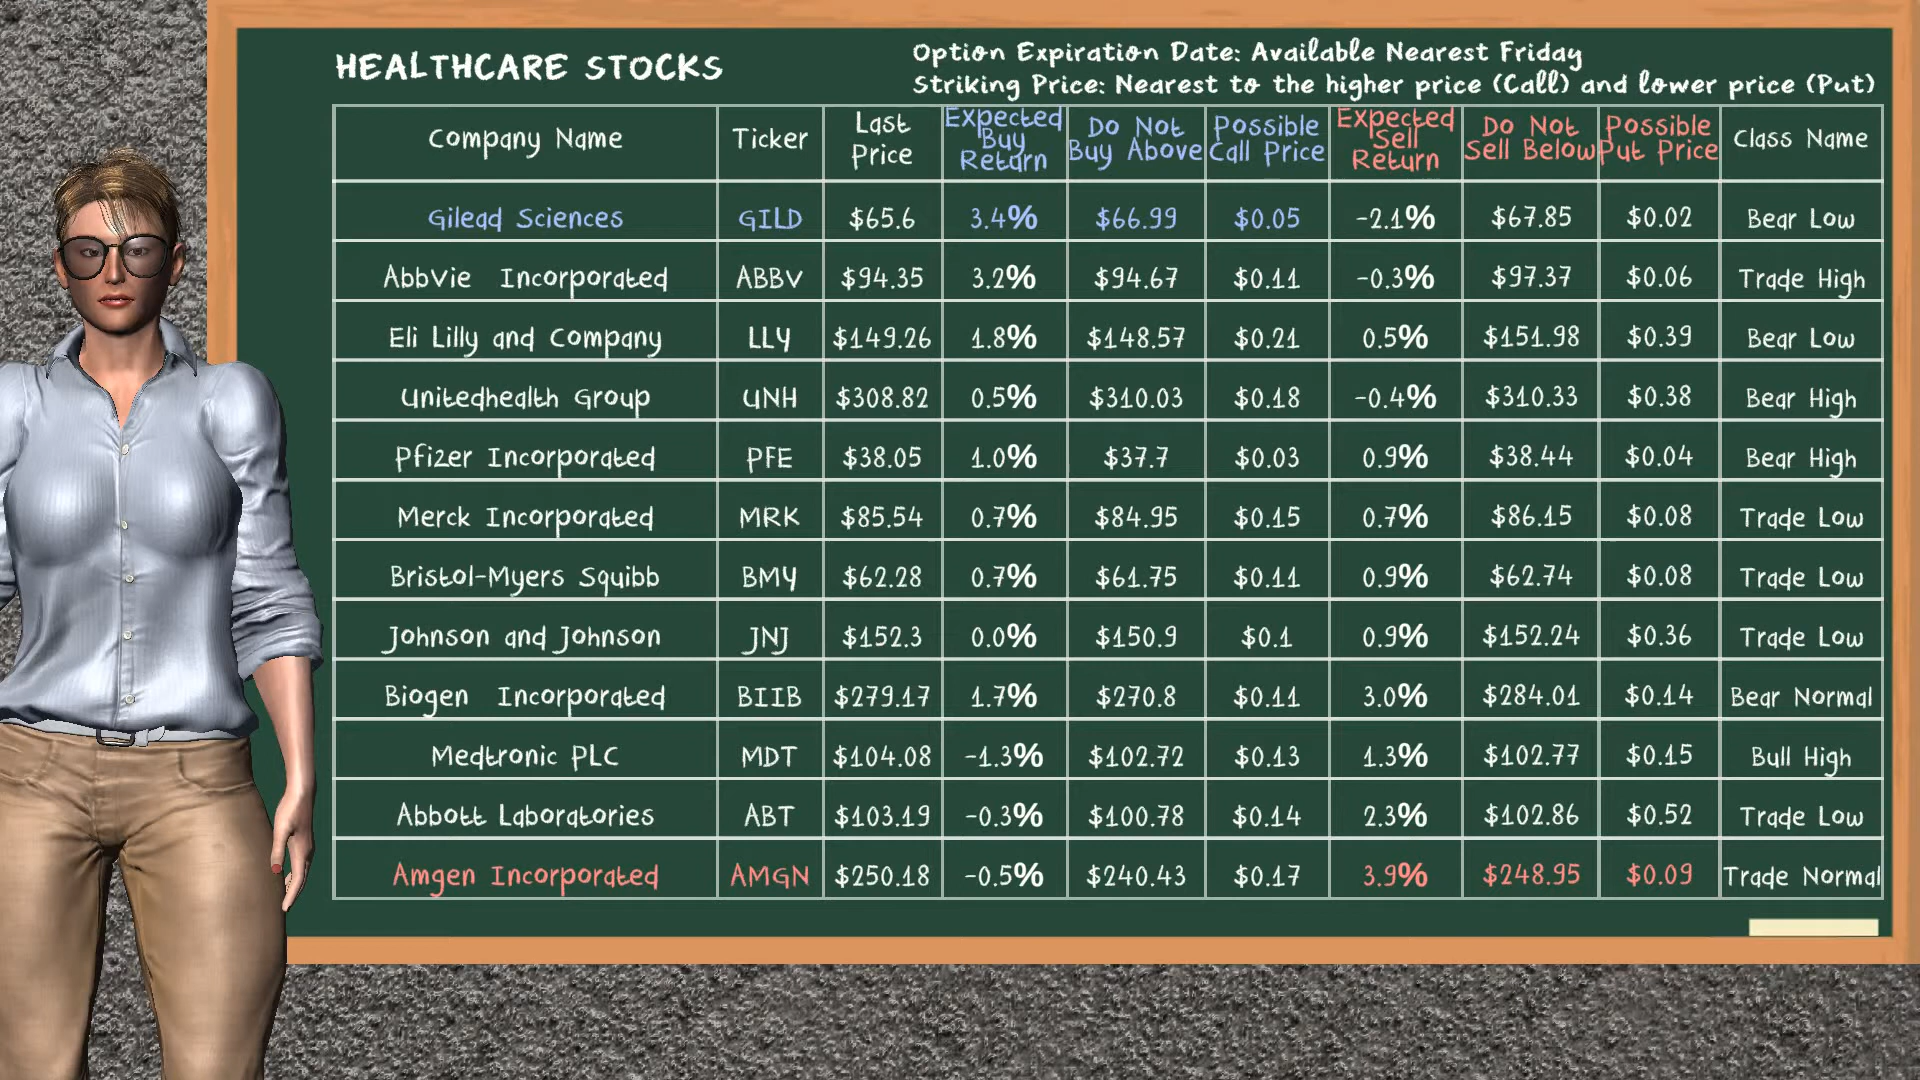 HEALTHCARE STOCKS
Option Expiration Date: Available Nearest Friday
Striking Price: Nearest to the higher price (Call) and lower price (Put)
Company Name Ticker Last Price Expected Buy Return Do Not Buy Above Possible Call Price Expected Sell Return Do Not Sell Below Possible Put Price Class Name
Gilead Sciences GILD $65.6 3.4% $66.99 $0.05 -2.1% $67.85 $0.02 Bear Low
AbbVie Incorporated ABBV $94.35 3.2% $94.67 $0.11 -0.3% $97.37 $0.06 Trade High
Eli Lilly and Company LLY $149.26 1.8% $148.57 $0.21 0.5% $151.98 $0.39 Bear Low
Unitedhealth Group UNH $308.82 0.5% $310.03 $0.18 -0.4% $310.33 $0.38 Bear High
Pfizer Incorporated PFE $38.05 1.0% $37.7 $0.03 0.9% $38.44 $0.04 Bear High
Merck Incorporated MRK $85.54 0.7% $84.95 $0.15 0.7% $86.15 $0.08 Trade Low
Bristol-Myers Squibb BMY $62.28 0.7% $61.75 $0.11 0.9% $62.74 $0.08 Trade Low
Johnson and Johnson JNJ $152.3 0.0% $150.9 $0.1 0.9% $152.24 $0.36 Trade Low
Biogen Incorporated BIIB $279.17 1.7% $270.8 $0.11 3.0% $284.01 $0.14 Bear Normal
Medtronic PLC MDT $104.08 -1.3% $102.72 $0.13 1.3% $102.77 $0.15 Bull High
Abbott Laboratories ABT $103.19 -0.3% $100.78 $0.14 2.3% $102.86 $0.52 Trade Low
Amgen Incorporated AMGN $250.18 -0.5% $240.43 $0.17 3.9% $248.95 $0.09 Trade Normal